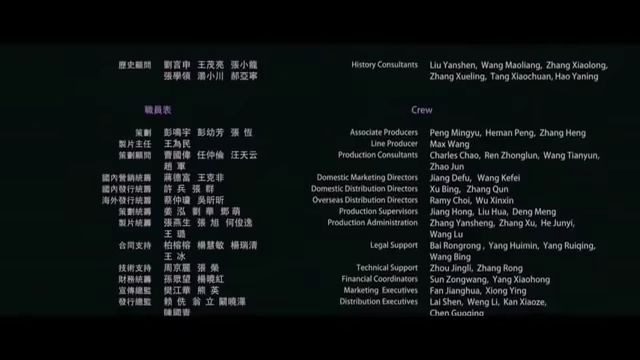 歷史顧問 劉言申 王茂亮 張小龍 History Consultants Liu Yanshen, Wang Maoliang, Zhang Xiaolong,
張學領 湯小川 郝亞寧 Zhang Xueling, Tang Xiaochuan, Hao Yaning
職員表 Crew
策劃 彭鳴宇 彭幼芳 張恆 Associate Producers Peng Mingyu, Heman Peng, Zhang Heng
製片主任 王為民 Line Producer Max Wang
策劃顧問 曹國偉 任仲倫 汪天云 Production Consultants Charles Chao, Ren Zhonglun, Wang Tianyun,
趙軍 Zhao Jun
國內營銷統籌 蔣德富 王克非 Domestic Marketing Directors Jiang Defu, Wang Kefei
國內發行統籌 許兵 張群 Domestic Distribution Directors Xu Bing, Zhang Qun
海外發行統籌 蔡仲瓊 吳昕昕 Overseas Distribution Directors Ramy Choi, Wu Xinxin
策劃統籌 姜泓 劉華 鄧萌 Production Supervisors Jiang Hong, Liu Hua, Deng Meng
製片統籌 張燕生 張旭 何俊逸 Production Administration Zhang Yansheng, Zhang Xu, He Junyi,
王璐 Wang Lu
合同支持 柏榕榕 楊慧敏 楊瑞清 Legal Support Bai Rongrong, Yang Huimin, Yang Ruiqing,
王冰 Wang Bing
技術支持 周京麗 張榮 Technical Support Zhou Jingli, Zhang Rong
財務統籌 孫眾望 楊曉紅 Financial Coordinators Sun Zongwang, Yang Xiaohong
宣傳總監 樊江華 熊英 Marketing Executives Fan Jianghua, Xiong Ying
發行總監 賴侁 翁立 闞曉澤 Distribution Executives Lai Shen, Weng Li, Kan Xiaoze,
陳國青 Chen Guoqing